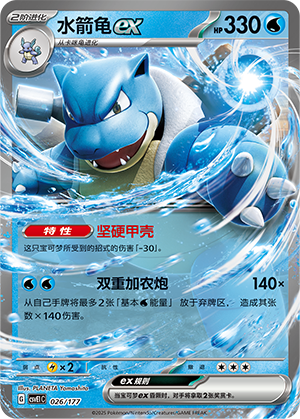 2阶进化
水箭龟ex
HP 330
从卡咪龟进化
特性 坚硬甲壳
这只宝可梦所受到的招式的伤害「-30」。
双重加农炮 140×
从自己手牌将最多2张「基本水能量」放于弃牌区,造成其张
数×140伤害。
弱点 ×2 抵抗力 撤退
Illus. PLANETA Yamashita
G 026/177
ex规则
当宝可梦ex昏厥时,对手将拿取2张奖赏卡。
©2025 Pokémon/Nintendo/Creatures/GAME FREAK